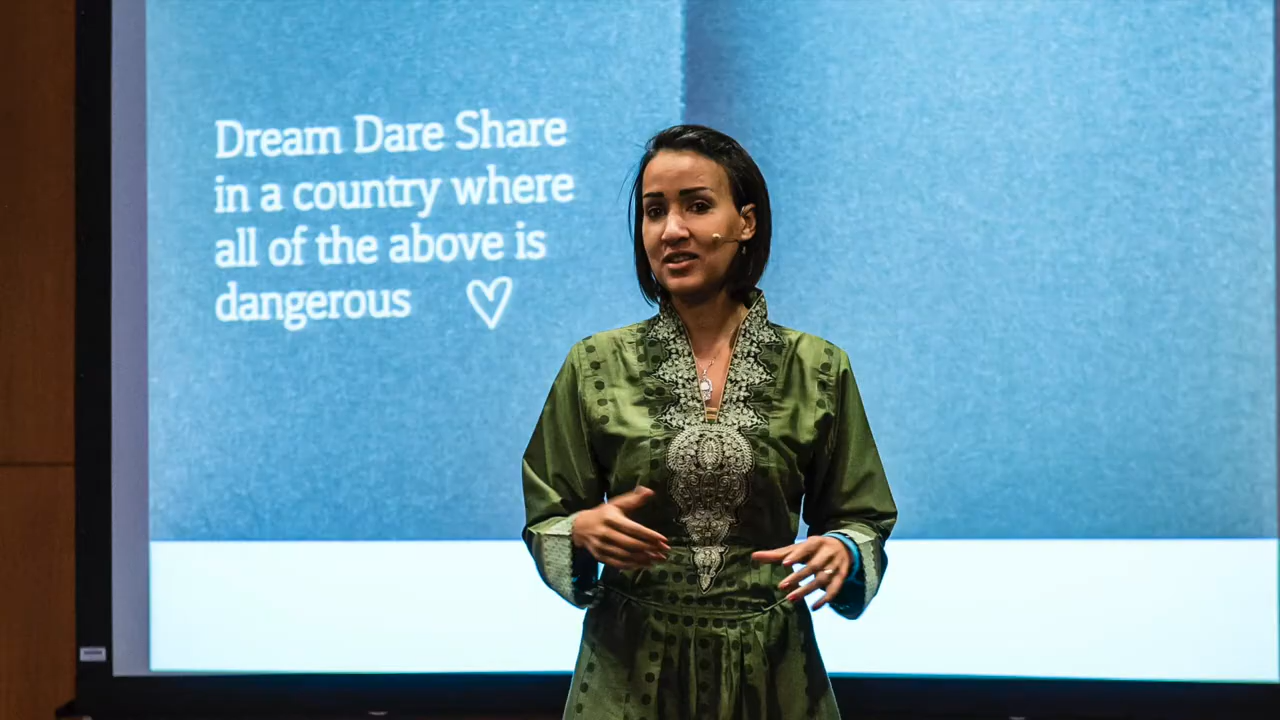 Dream Dare Share
in a country where
all of the above is
dangerous